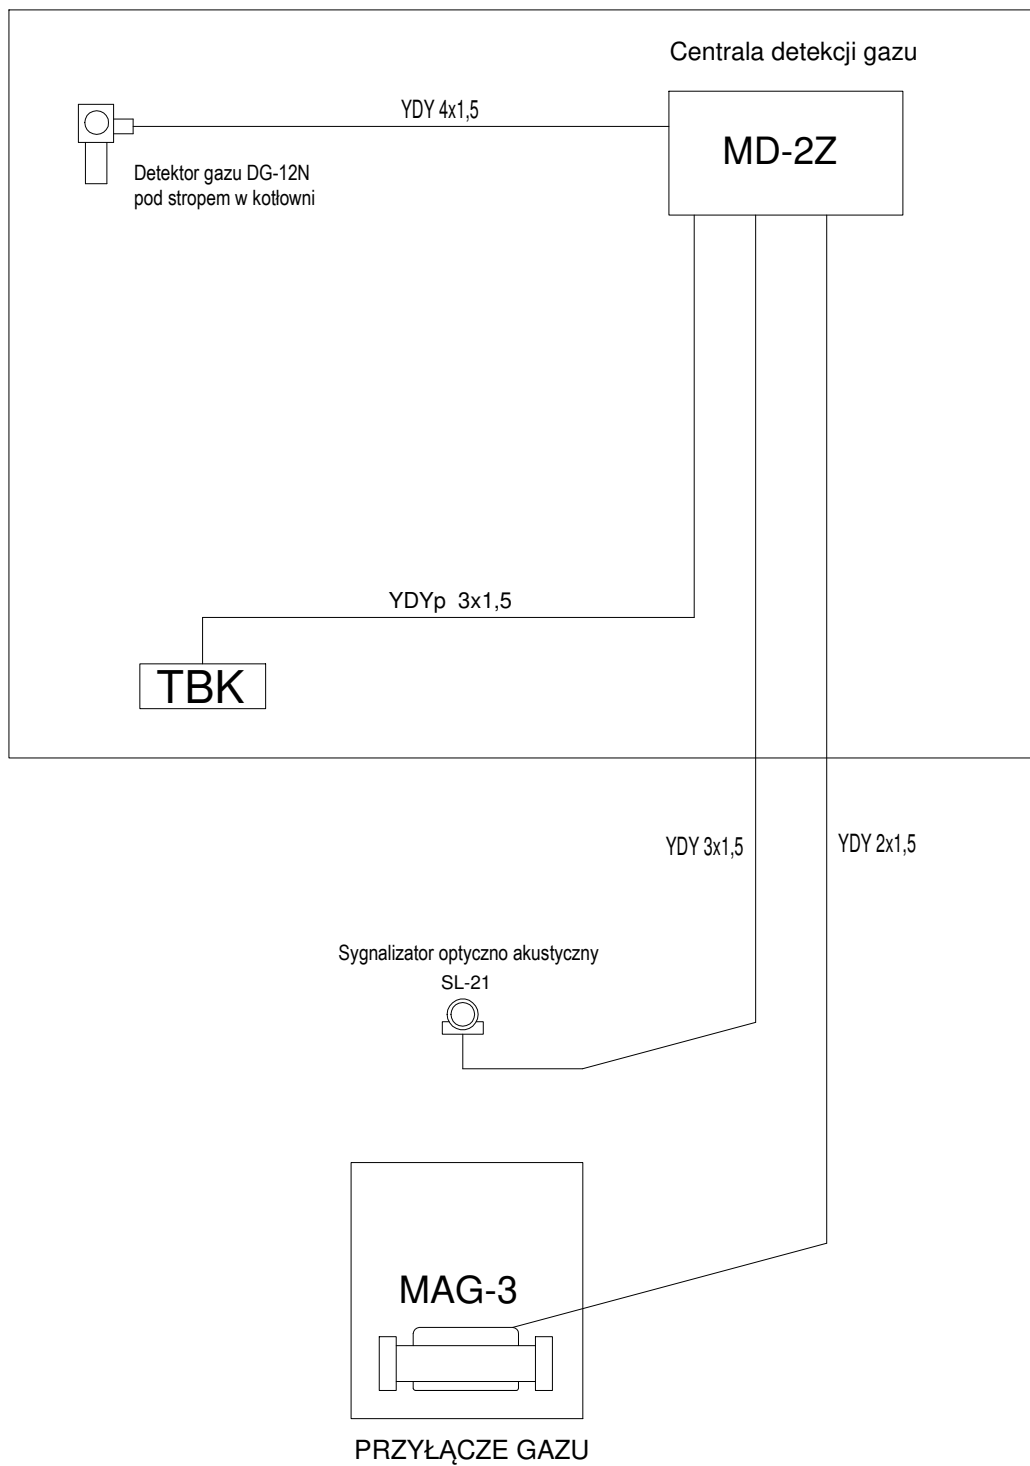 Centrala detekcji gazu
YDY 4x1,5
MD-2Z
Detektor gazu DG-12N
pod stropem w kotłowni
YDYp 3x1,5
TBK
YDY 3x1,5
YDY 2x1,5
Sygnalizator optyczno akustyczny
SL-21
MAG-3
PRZYŁĄCZE GAZU